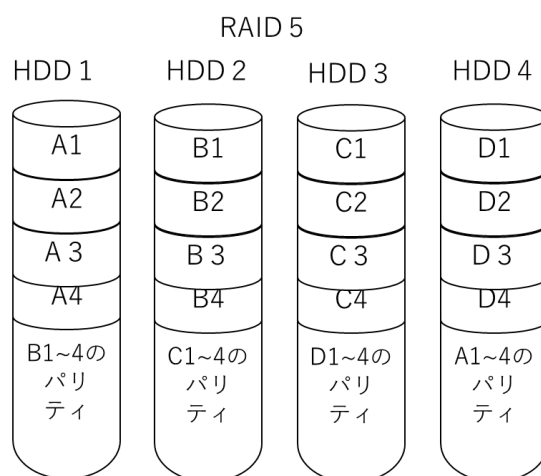 RAID 5
HDD 1 HDD 2 HDD 3 HDD 4
A1 B1 C1 D1
A2 B2 C2 D2
A 3 B 3 C 3 D 3
A4 B4 C4 D4
B1~4の C1~4の D1~4の A1~4の
パリ パリ パリ パリ
ティ ティ ティ ティ